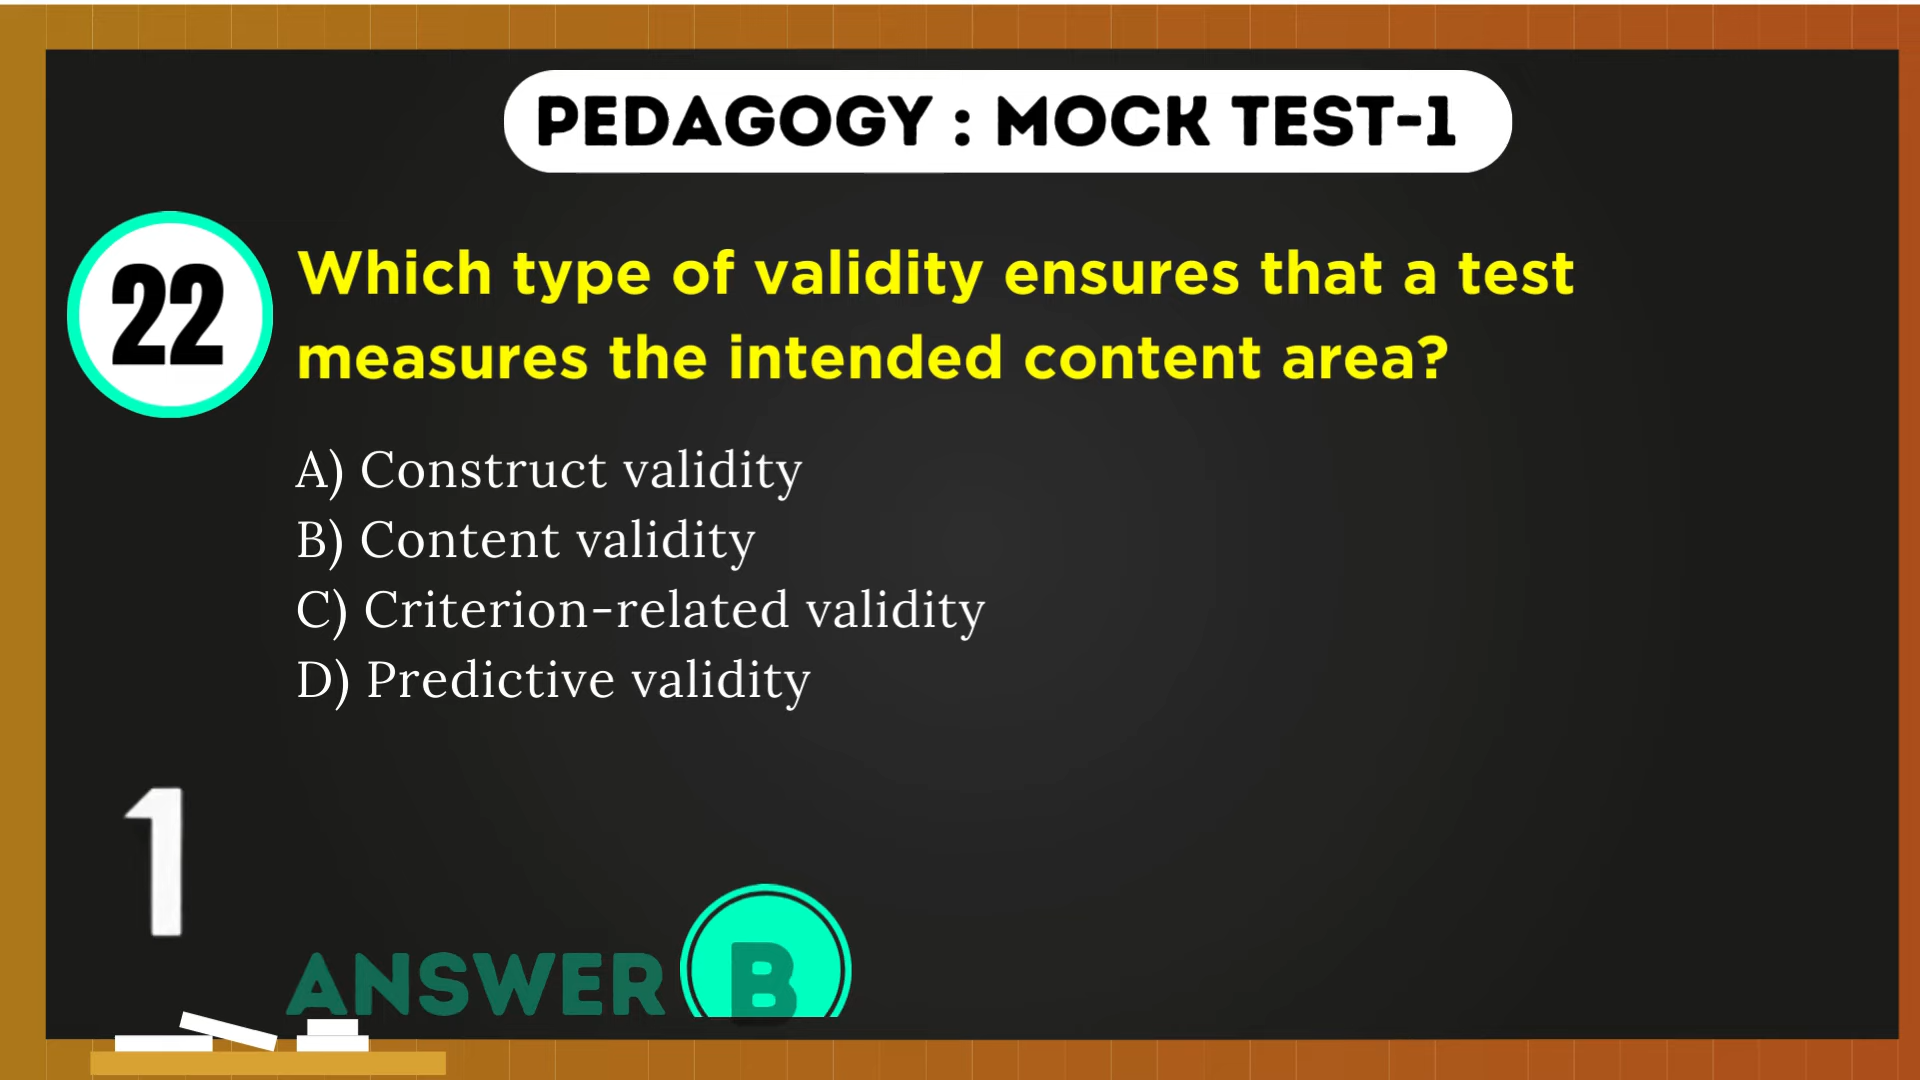 PEDAGOGY : MOCK TEST-1
22
Which type of validity ensures that a test
measures the intended content area?
A) Construct validity
B) Content validity
C) Criterion-related validity
D) Predictive validity
1
ANSWER B